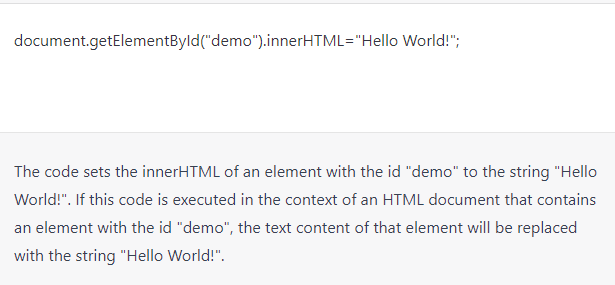 document.getElementById("demo").innerHTML="Hello World!";
The code sets the innerHTML of an element with the id "demo" to the string "Hello
World!". If this code is executed in the context of an HTML document that contains
an element with the id "demo", the text content of that element will be replaced
with the string "Hello World!".